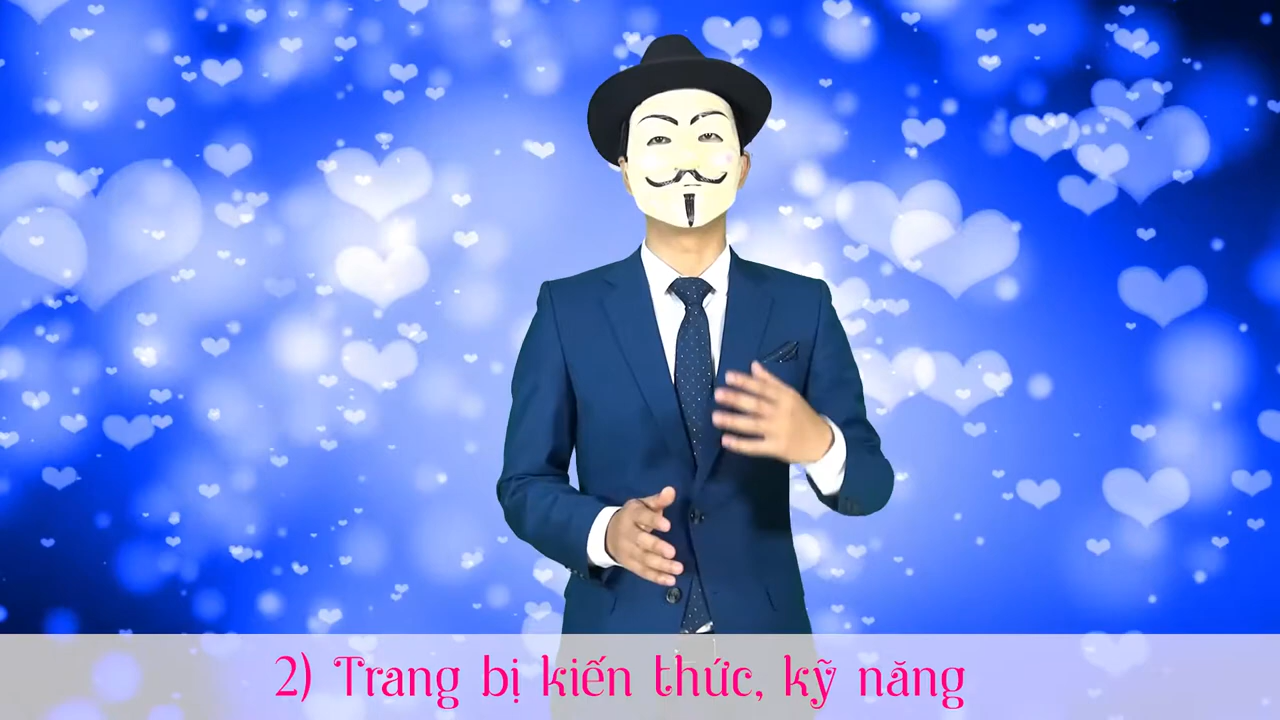 2) Trang bị kiến thức, kỹ năng